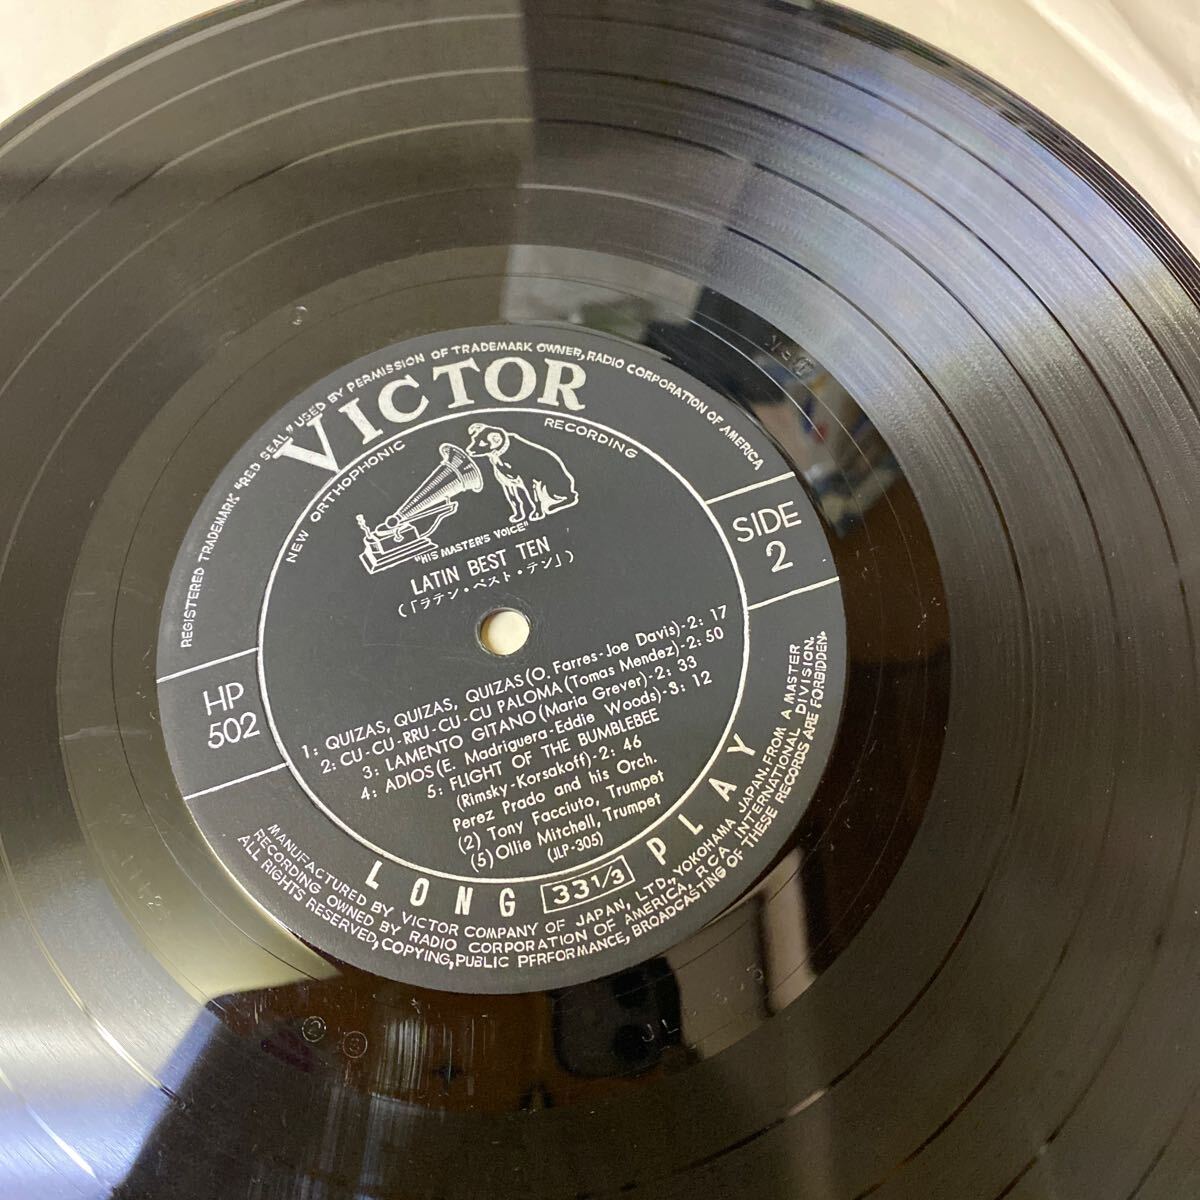 REGISTERED TRADEMARK "RED SEAL" USED BY PERMISSION OF TRADEMARK OWNER, RADIO CORPORATION OF AMERICA
VICTOR
NEW ORTHOPHONIC RECORDING
"HIS MASTER'S VOICE"
SIDE
2
LATIN BEST TEN
(「ラテン・ベスト・テン」)
HP
502
1: QUIZAS, QUIZAS, QUIZAS (O. Farres-Joe Davis)-2: 17
2: CU-CU-RRU-CU-CU PALOMA (Tomas Mendez)-2: 50
3: LAMENTO GITANO (Maria Grever)-2: 33
4: ADIOS (E. Madriguera-Eddie Woods)-3: 12
5: FLIGHT OF THE BUMBLEBEE
(Rimsky-Korsakoff)-2: 46
Perez Prado and his Orch.
(2) Tony Facciuto, Trumpet
(5) Ollie Mitchell, Trumpet
(JLP-305)
LONG 33 1/3 PLAY
MANUFACTURED BY VICTOR COMPANY OF JAPAN, LTD., YOKOHAMA JAPAN, FROM A MASTER
RECORDING OWNED BY RADIO CORPORATION OF AMERICA, RCA INTERNATIONAL DIVISION.
ALL RIGHTS RESERVED, COPYING, PUBLIC PFRFORMANCE, BROADCASTING OF THESE RECORDS ARE FORBIDDEN.